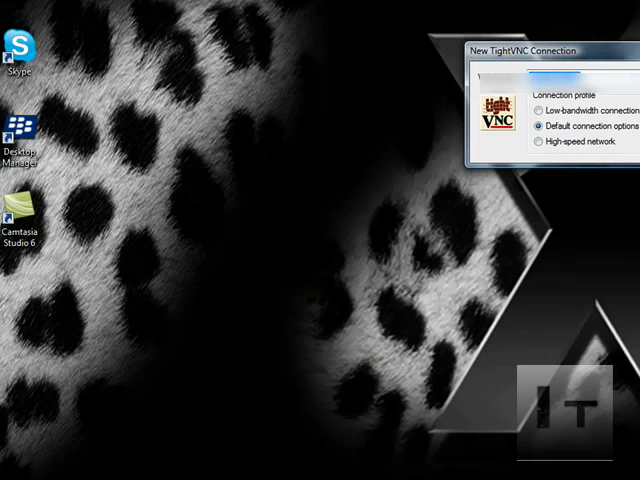 Skype
Desktop
Manager
Camtasia
Studio 6
New TightVNC Connection
Connection profile
tight
VNC
Low-bandwidth connection
Default connection options
High-speed network
IT